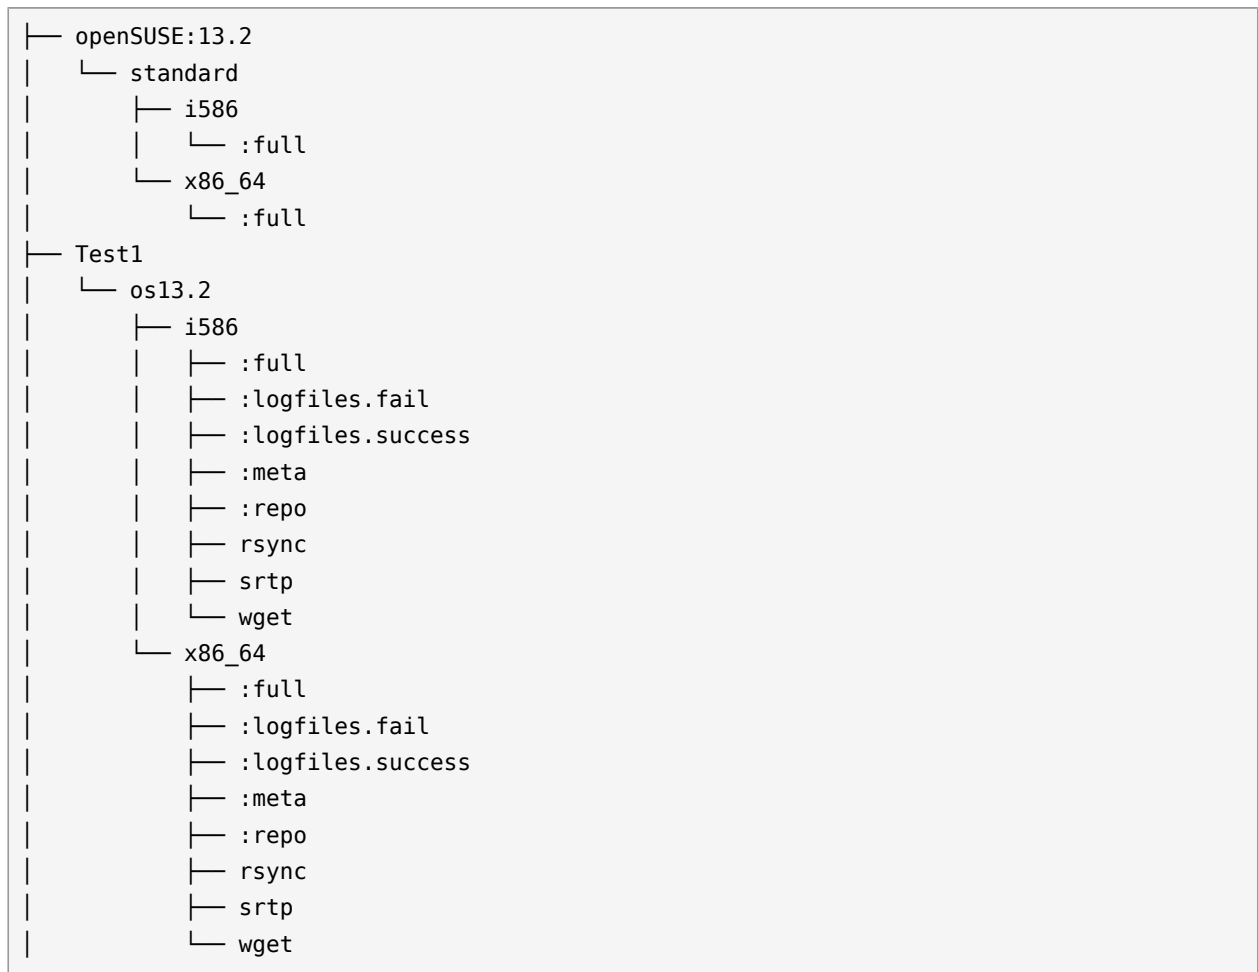 ├── openSUSE:13.2
│   └── standard
│       ├── i586
│       │   └── :full
│       └── x86_64
│           └── :full
├── Test1
│   └── os13.2
│       ├── i586
│       │   ├── :full
│       │   ├── :logfiles.fail
│       │   ├── :logfiles.success
│       │   ├── :meta
│       │   ├── :repo
│       │   ├── rsync
│       │   ├── srtp
│       │   └── wget
│       └── x86_64
│           ├── :full
│           ├── :logfiles.fail
│           ├── :logfiles.success
│           ├── :meta
│           ├── :repo
│           ├── rsync
│           ├── srtp
│           └── wget